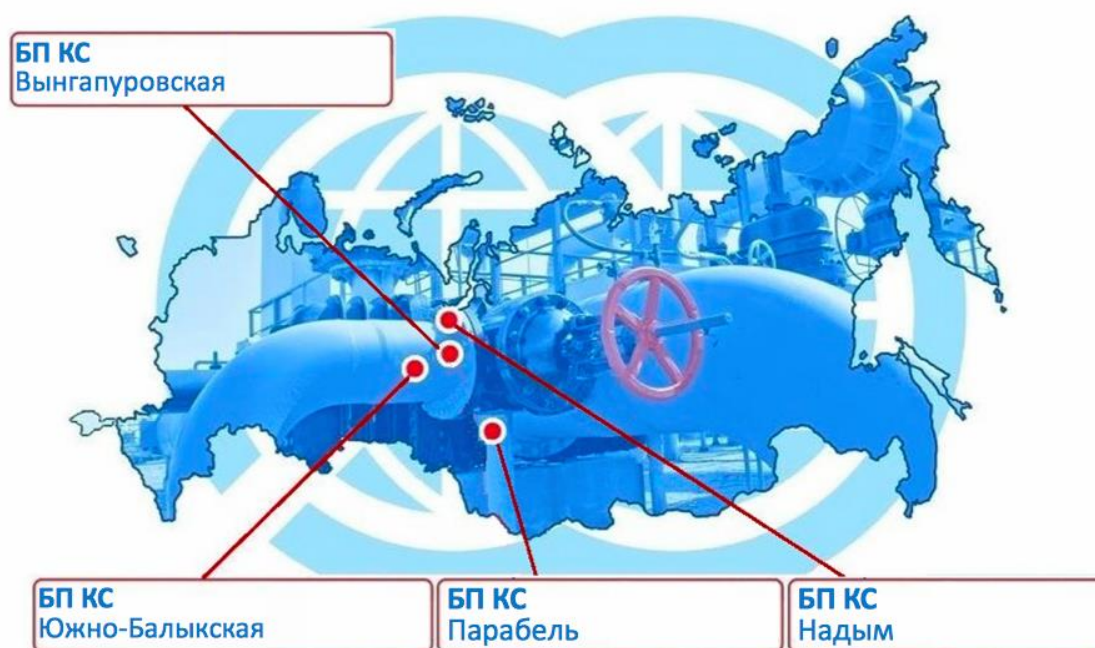 БП КС
Вынгапуровская
БП КС
Южно-Балыкская
БП КС
Парабель
БП КС
Надым